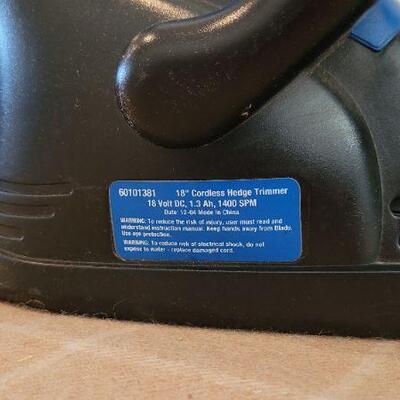 60101381 18" Cordless Hedge Trimmer
18 Volt DC, 1.3 Ah, 1400 SPM
Date: 12-04 Made in China
WARNING: To reduce the risk of injury, user must read and
understand instruction manual. Keep hands away from Blade.
Use eye protection.
WARNING: To reduce risk of electrical shock, do not
expose to water - replace damaged cord.